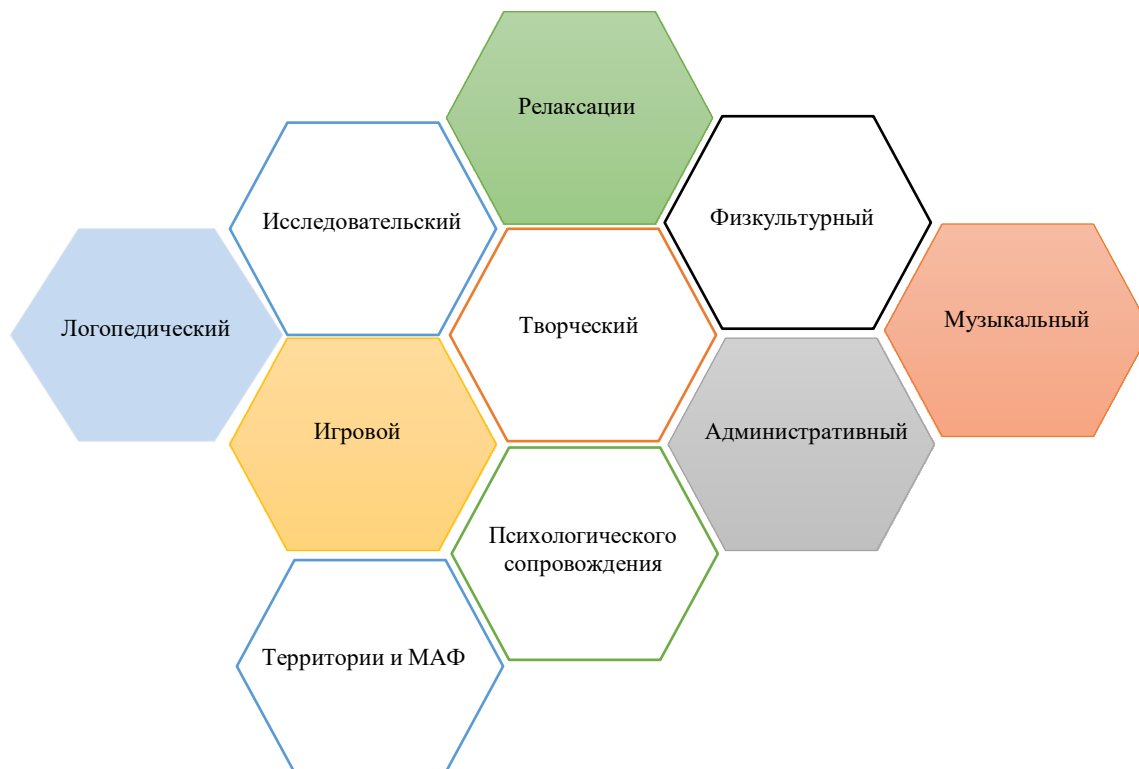 Релаксации
Исследовательский
Физкультурный
Логопедический
Творческий
Музыкальный
Игровой
Административный
Психологического
сопровождения
Территории и МАФ